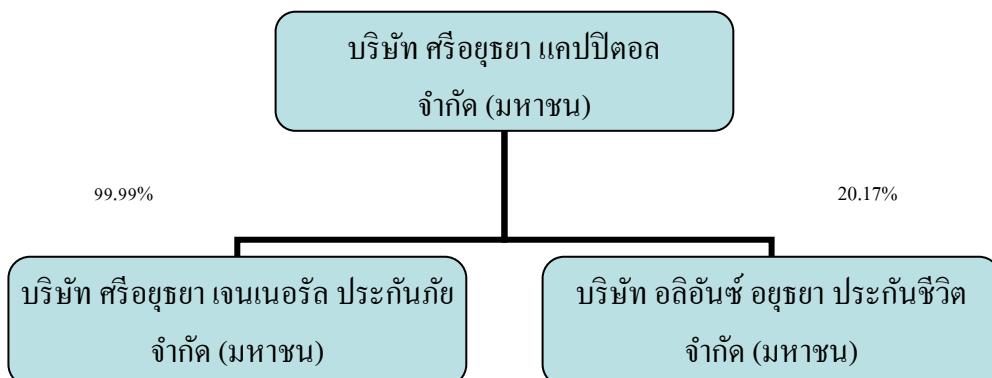 บริษัท ศรีอยุธยา แคปปิตอล
จำกัด (มหาชน)
99.99%
20.17%
บริษัท ศรีอยุธยา เจนเนอรัล ประกันภัย
จำกัด (มหาชน)
บริษัท อลิอันซ์ อยุธยา ประกันชีวิต
จำกัด (มหาชน)